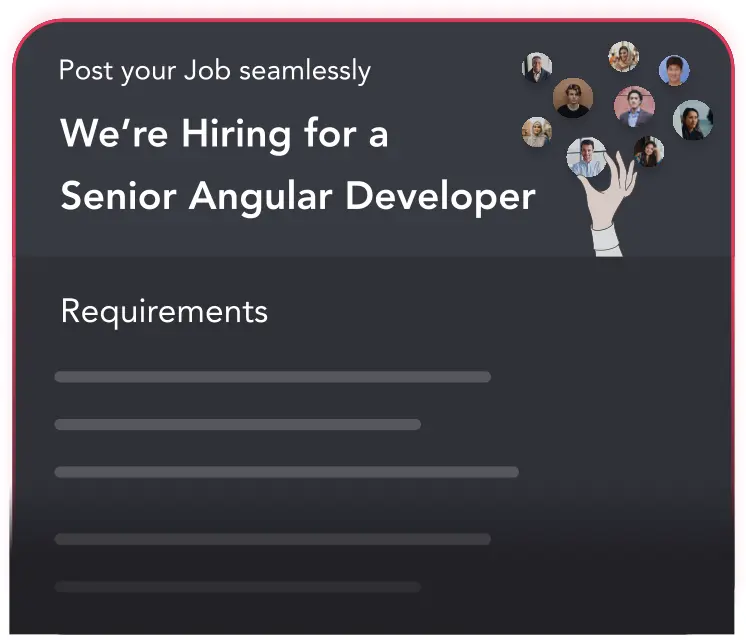 Post your Job seamlessly
We’re Hiring for a
Senior Angular Developer
Requirements